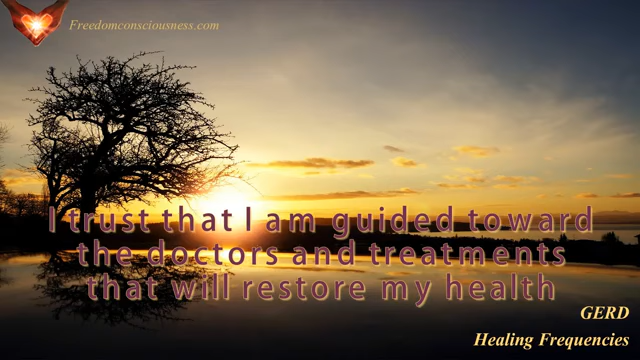 Freedomconsciousness.com
I trust that I am guided toward
the doctors and treatments
that will restore my health
GERD
Healing Frequencies